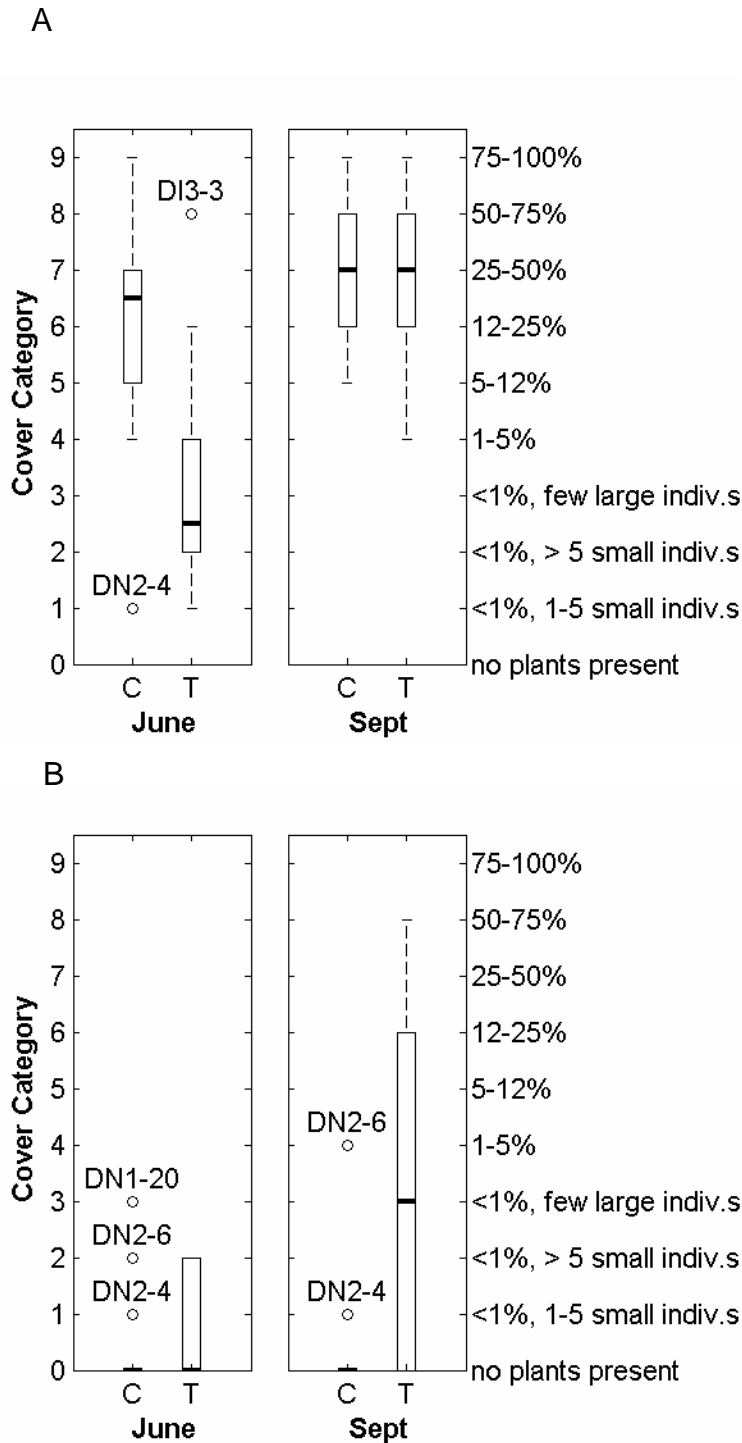 A
9
8
7
6
5
4
3
2
1
0
Cover Category
DI3-3
DN2-4
C T
June
C T
Sept
75-100%
50-75%
25-50%
12-25%
5-12%
1-5%
<1%, few large indiv.s
<1%, > 5 small indiv.s
<1%, 1-5 small indiv.s
no plants present
B
9
8
7
6
5
4
3
2
1
0
Cover Category
DN1-20
DN2-6
DN2-4
C T
June
DN2-6
DN2-4
C T
Sept
75-100%
50-75%
25-50%
12-25%
5-12%
1-5%
<1%, few large indiv.s
<1%, > 5 small indiv.s
<1%, 1-5 small indiv.s
no plants present